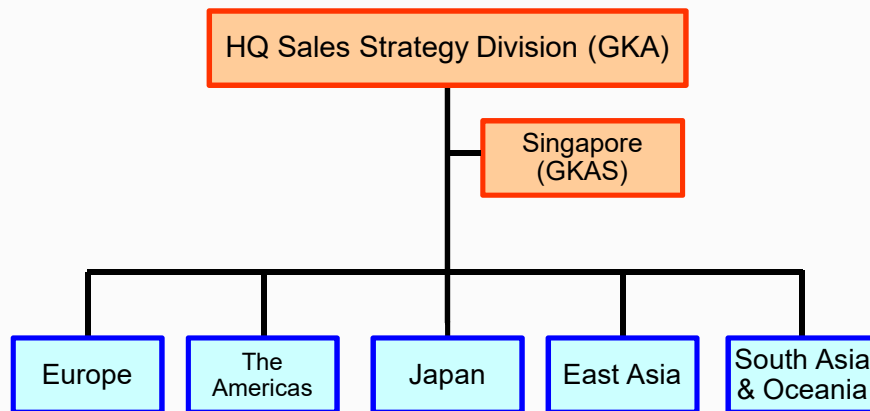 HQ Sales Strategy Division (GKA)
Singapore
(GKAS)
Europe
The
Americas
Japan
East Asia
South Asia
& Oceania